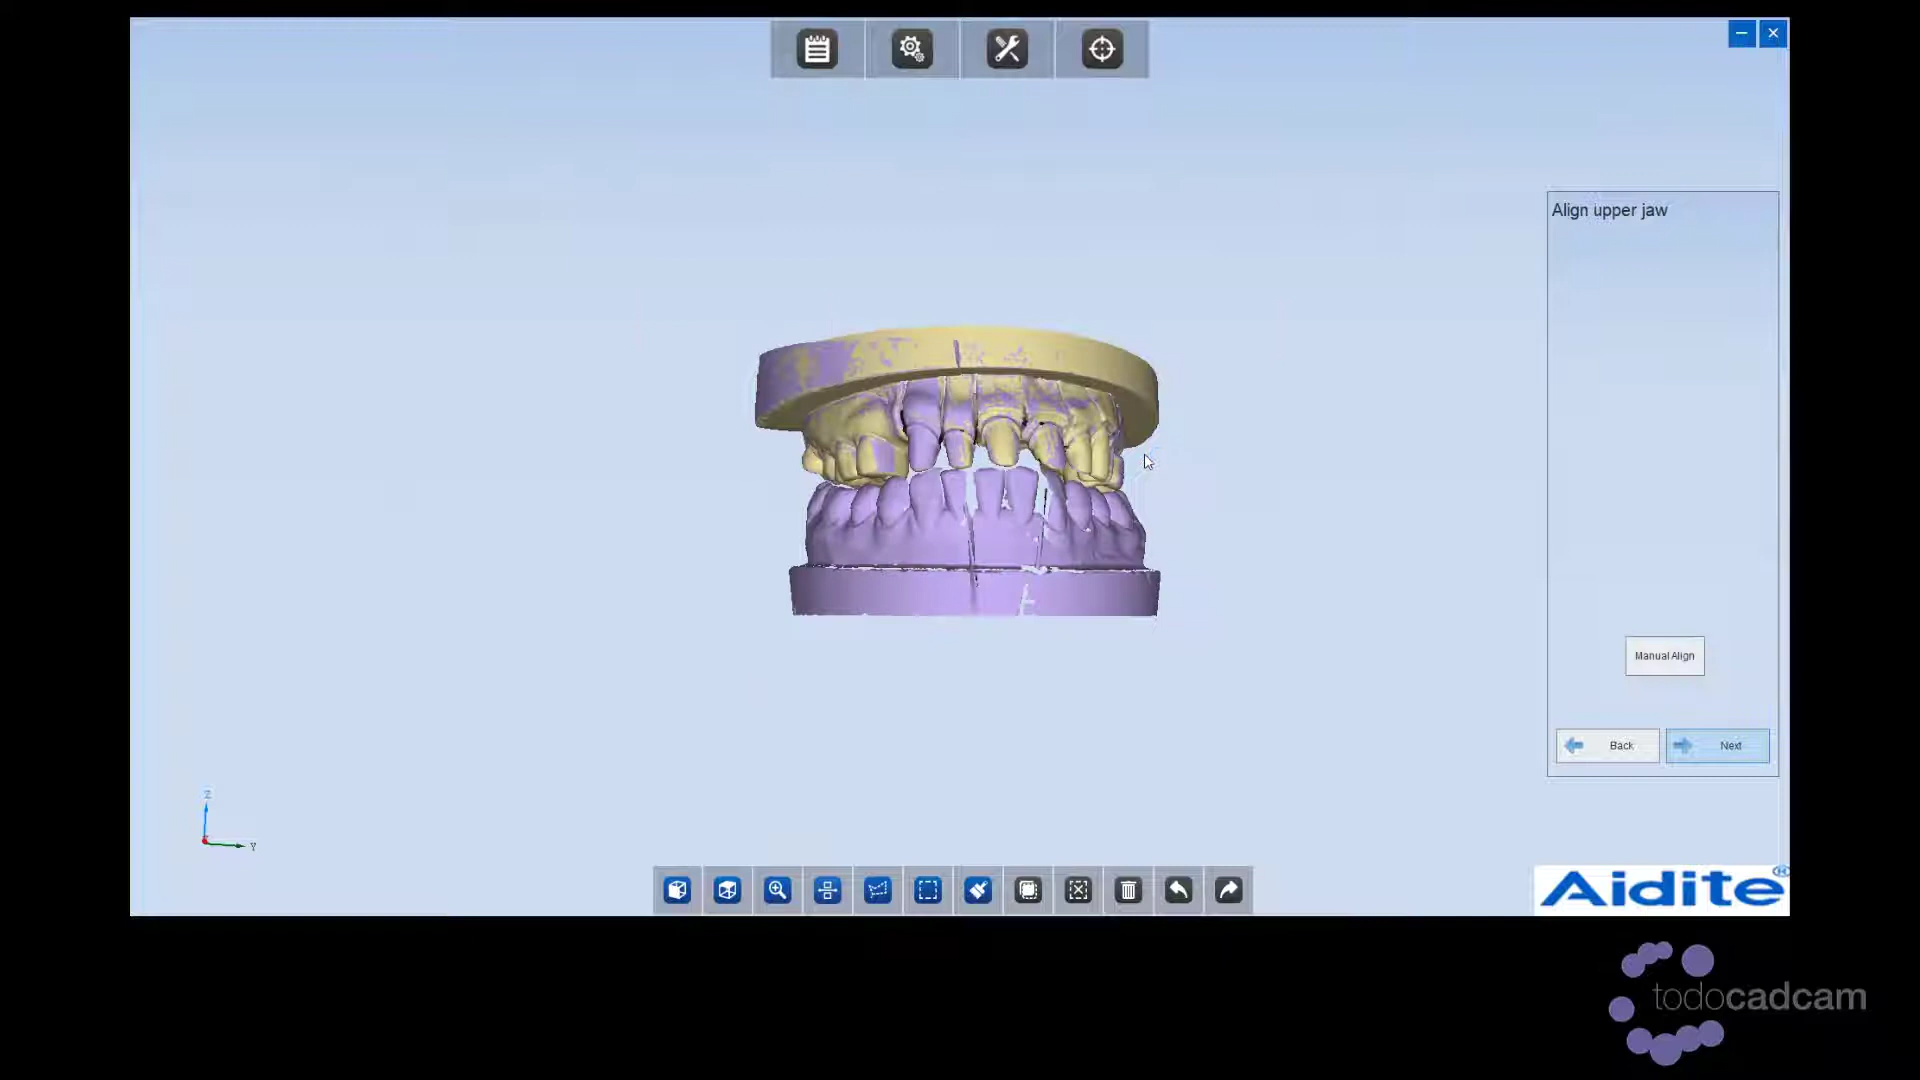 Align upper jaw
Manual Align
Back
Next
Z
Y
Aidite®
todocadcam